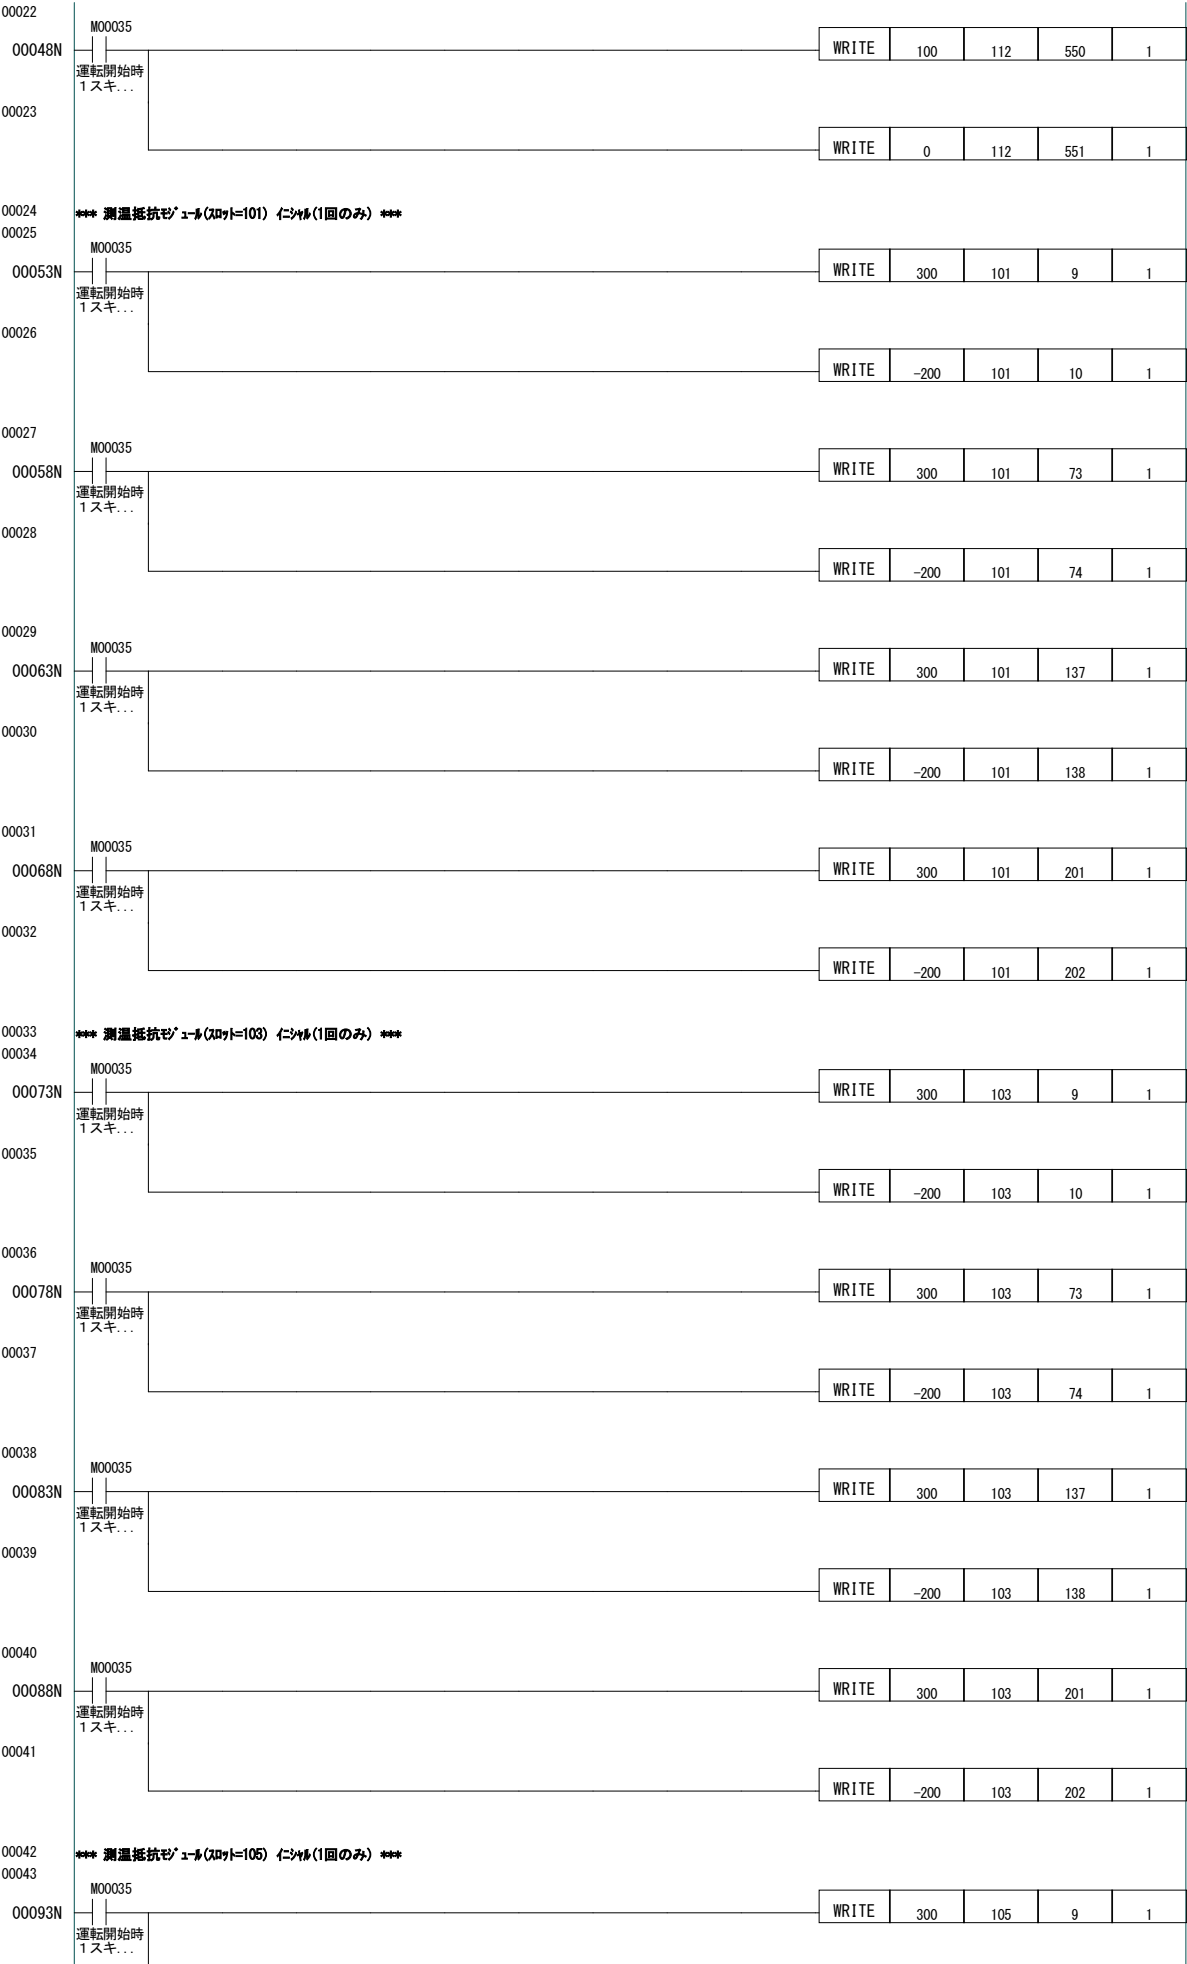 00022
M00035
00048N WRITE 100 112 550 1
運転開始時
1スキ...
00023
WRITE 0 112 551 1
00024 *** 測温抵抗ﾓｼﾞｭｰﾙ(ｽﾛｯﾄ=101) ｲﾆｼｬﾙ(1回のみ) ***
00025
M00035
00053N WRITE 300 101 9 1
運転開始時
1スキ...
00026
WRITE -200 101 10 1
00027
M00035
00058N WRITE 300 101 73 1
運転開始時
1スキ...
00028
WRITE -200 101 74 1
00029
M00035
00063N WRITE 300 101 137 1
運転開始時
1スキ...
00030
WRITE -200 101 138 1
00031
M00035
00068N WRITE 300 101 201 1
運転開始時
1スキ...
00032
WRITE -200 101 202 1
00033 *** 測温抵抗ﾓｼﾞｭｰﾙ(ｽﾛｯﾄ=103) ｲﾆｼｬﾙ(1回のみ) ***
00034
M00035
00073N WRITE 300 103 9 1
運転開始時
1スキ...
00035
WRITE -200 103 10 1
00036
M00035
00078N WRITE 300 103 73 1
運転開始時
1スキ...
00037
WRITE -200 103 74 1
00038
M00035
00083N WRITE 300 103 137 1
運転開始時
1スキ...
00039
WRITE -200 103 138 1
00040
M00035
00088N WRITE 300 103 201 1
運転開始時
1スキ...
00041
WRITE -200 103 202 1
00042 *** 測温抵抗ﾓｼﾞｭｰﾙ(ｽﾛｯﾄ=105) ｲﾆｼｬﾙ(1回のみ) ***
00043
M00035
00093N WRITE 300 105 9 1
運転開始時
1スキ...